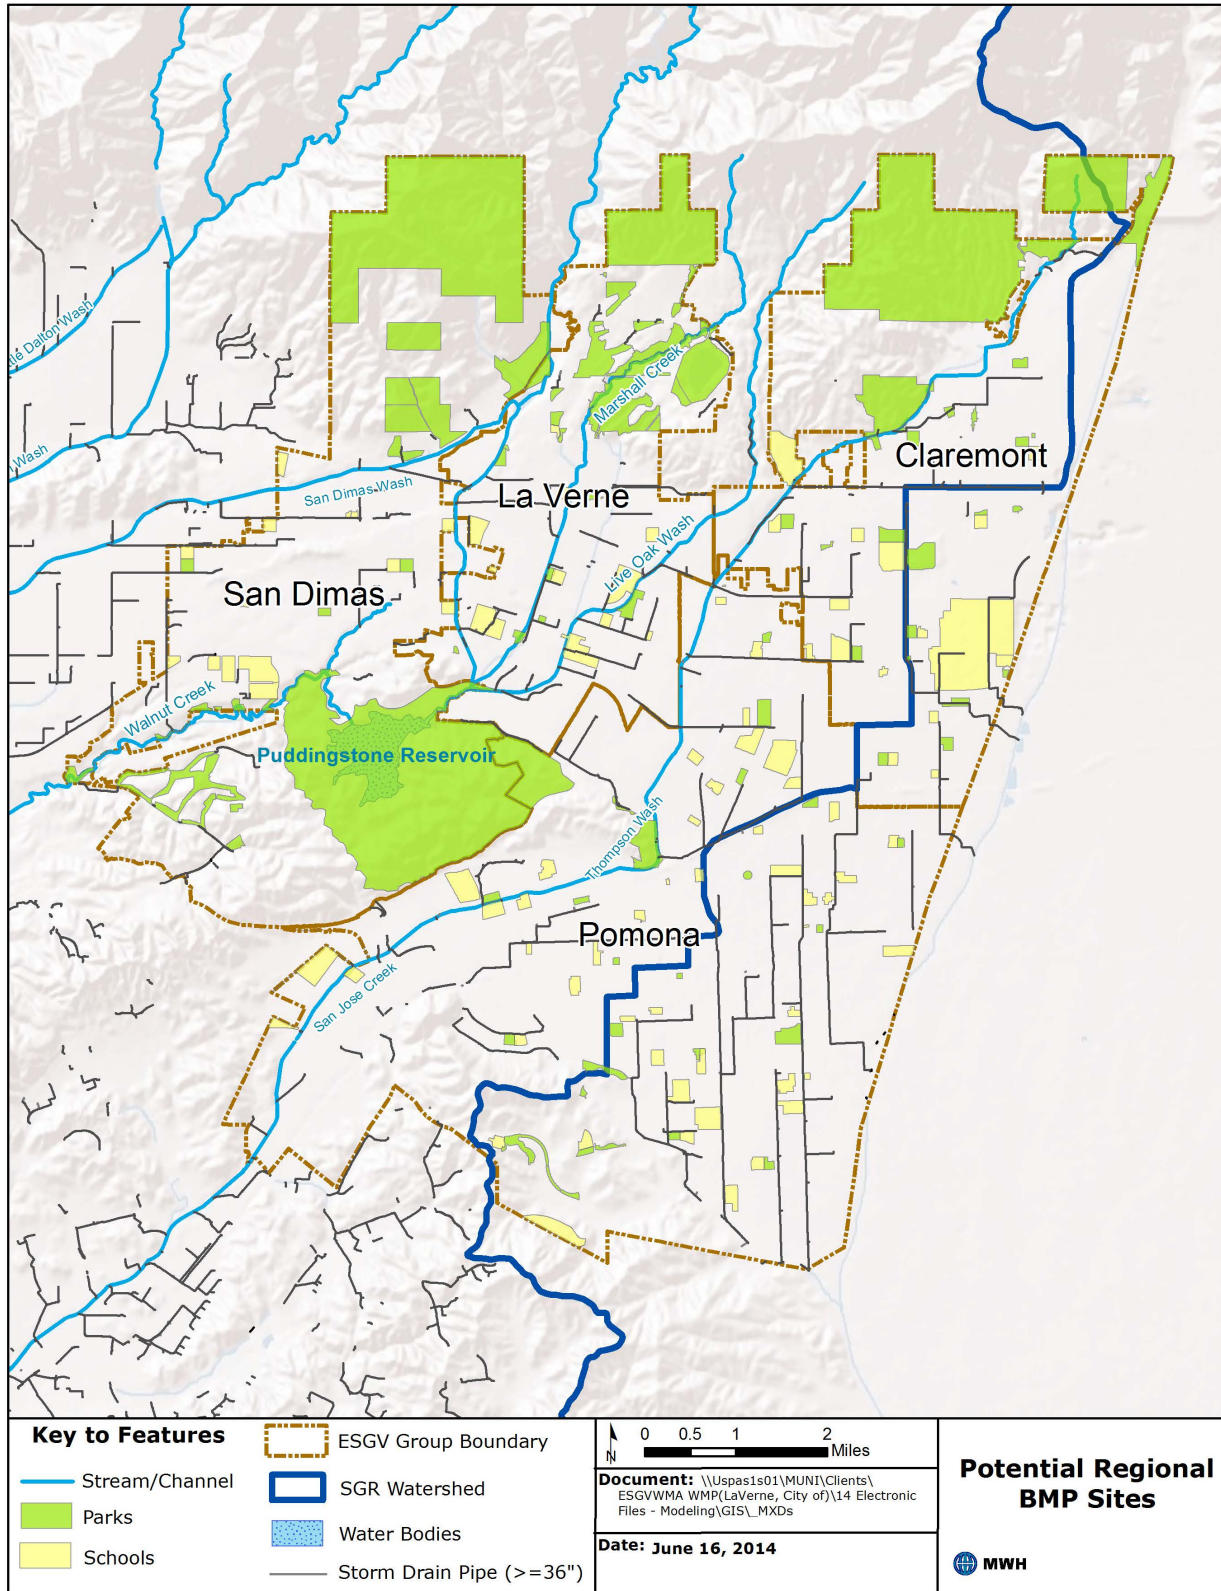 ttle Dalton Wash
n Wash
San Dimas Wash
Marshall Creek
Claremont
La Verne
Live Oak Wash
San Dimas
Walnut Creek
Puddingstone Reservoir
Thompson Wash
Pomona
San Jose Creek
Key to Features
Stream/Channel
Parks
Schools
ESGV Group Boundary
SGR Watershed
Water Bodies
Storm Drain Pipe (>=36")
N
0 0.5 1 2
Miles
Document: \\Uspas1s01\MUNI\Clients\
ESGVWMA WMP(LaVerne, City of)\14 Electronic
Files - Modeling\GIS\_MXDs
Date: June 16, 2014
Potential Regional
BMP Sites
MWH